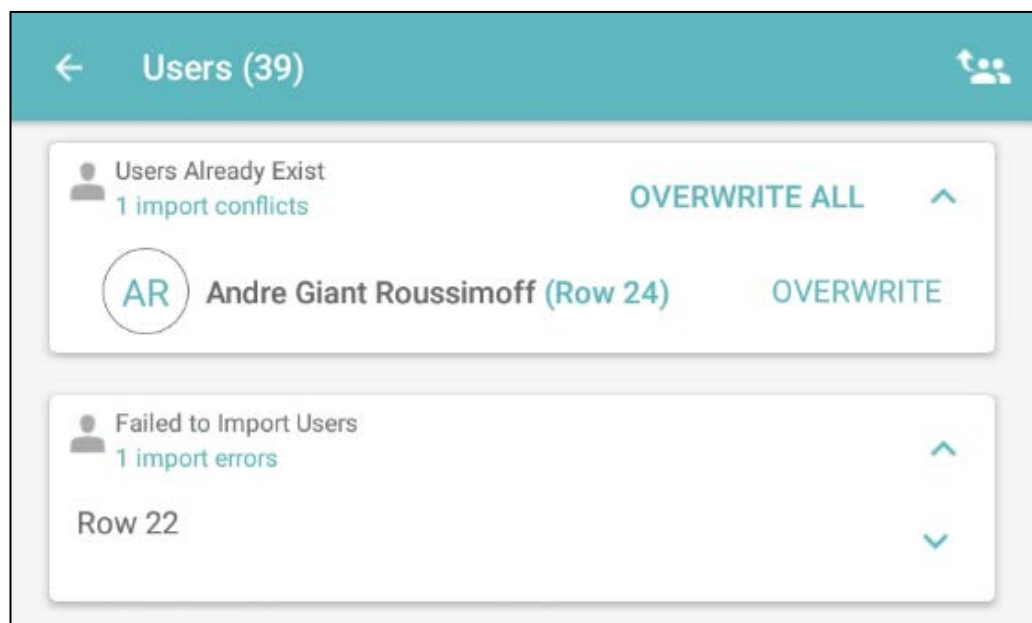 Users (39)
Users Already Exist
1 import conflicts
OVERWRITE ALL
AR
Andre Giant Roussimoff (Row 24)
OVERWRITE
Failed to Import Users
1 import errors
Row 22